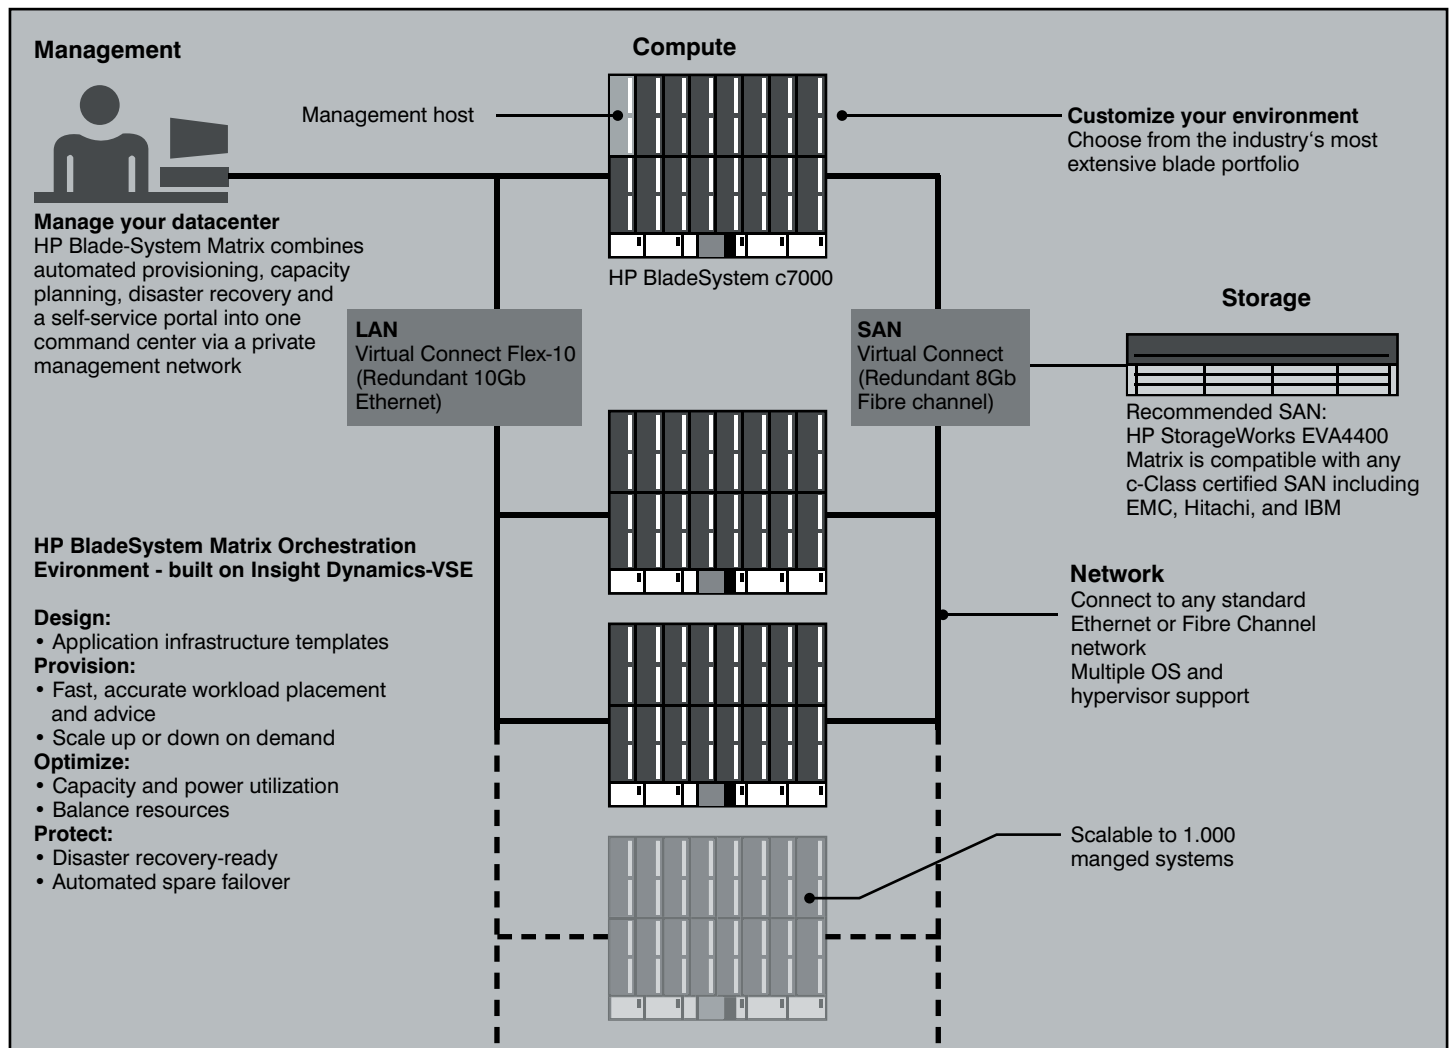 Management
Compute
Management host
Customize your environment
Choose from the industry‘s most
extensive blade portfolio
Manage your datacenter
HP Blade-System Matrix combines
automated provisioning, capacity
planning, disaster recovery and
a self-service portal into one
command center via a private
management network
HP BladeSystem c7000
LAN
Virtual Connect Flex-10
(Redundant 10Gb
Ethernet)
SAN
Virtual Connect
(Redundant 8Gb
Fibre channel)
Storage
Recommended SAN:
HP StorageWorks EVA4400
Matrix is compatible with any
c-Class certified SAN including
EMC, Hitachi, and IBM
HP BladeSystem Matrix Orchestration
Evironment - built on Insight Dynamics-VSE
Design:
• Application infrastructure templates
Provision:
• Fast, accurate workload placement
and advice
• Scale up or down on demand
Optimize:
• Capacity and power utilization
• Balance resources
Protect:
• Disaster recovery-ready
• Automated spare failover
Network
Connect to any standard
Ethernet or Fibre Channel
network
Multiple OS and
hypervisor support
Scalable to 1.000
manged systems